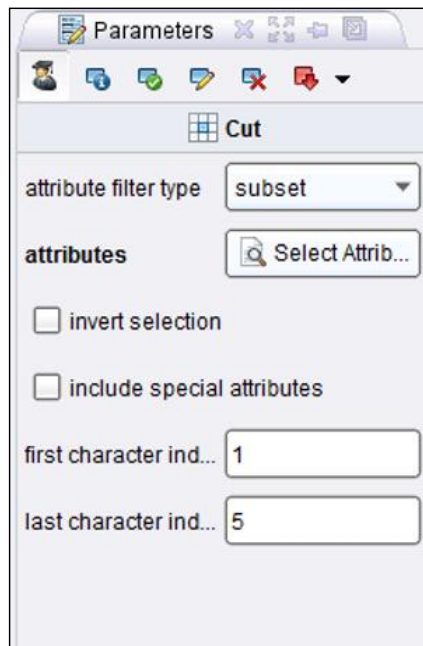 Parameters
Cut
attribute filter type subset
attributes Select Attrib...
invert selection
include special attributes
first character ind... 1
last character ind... 5